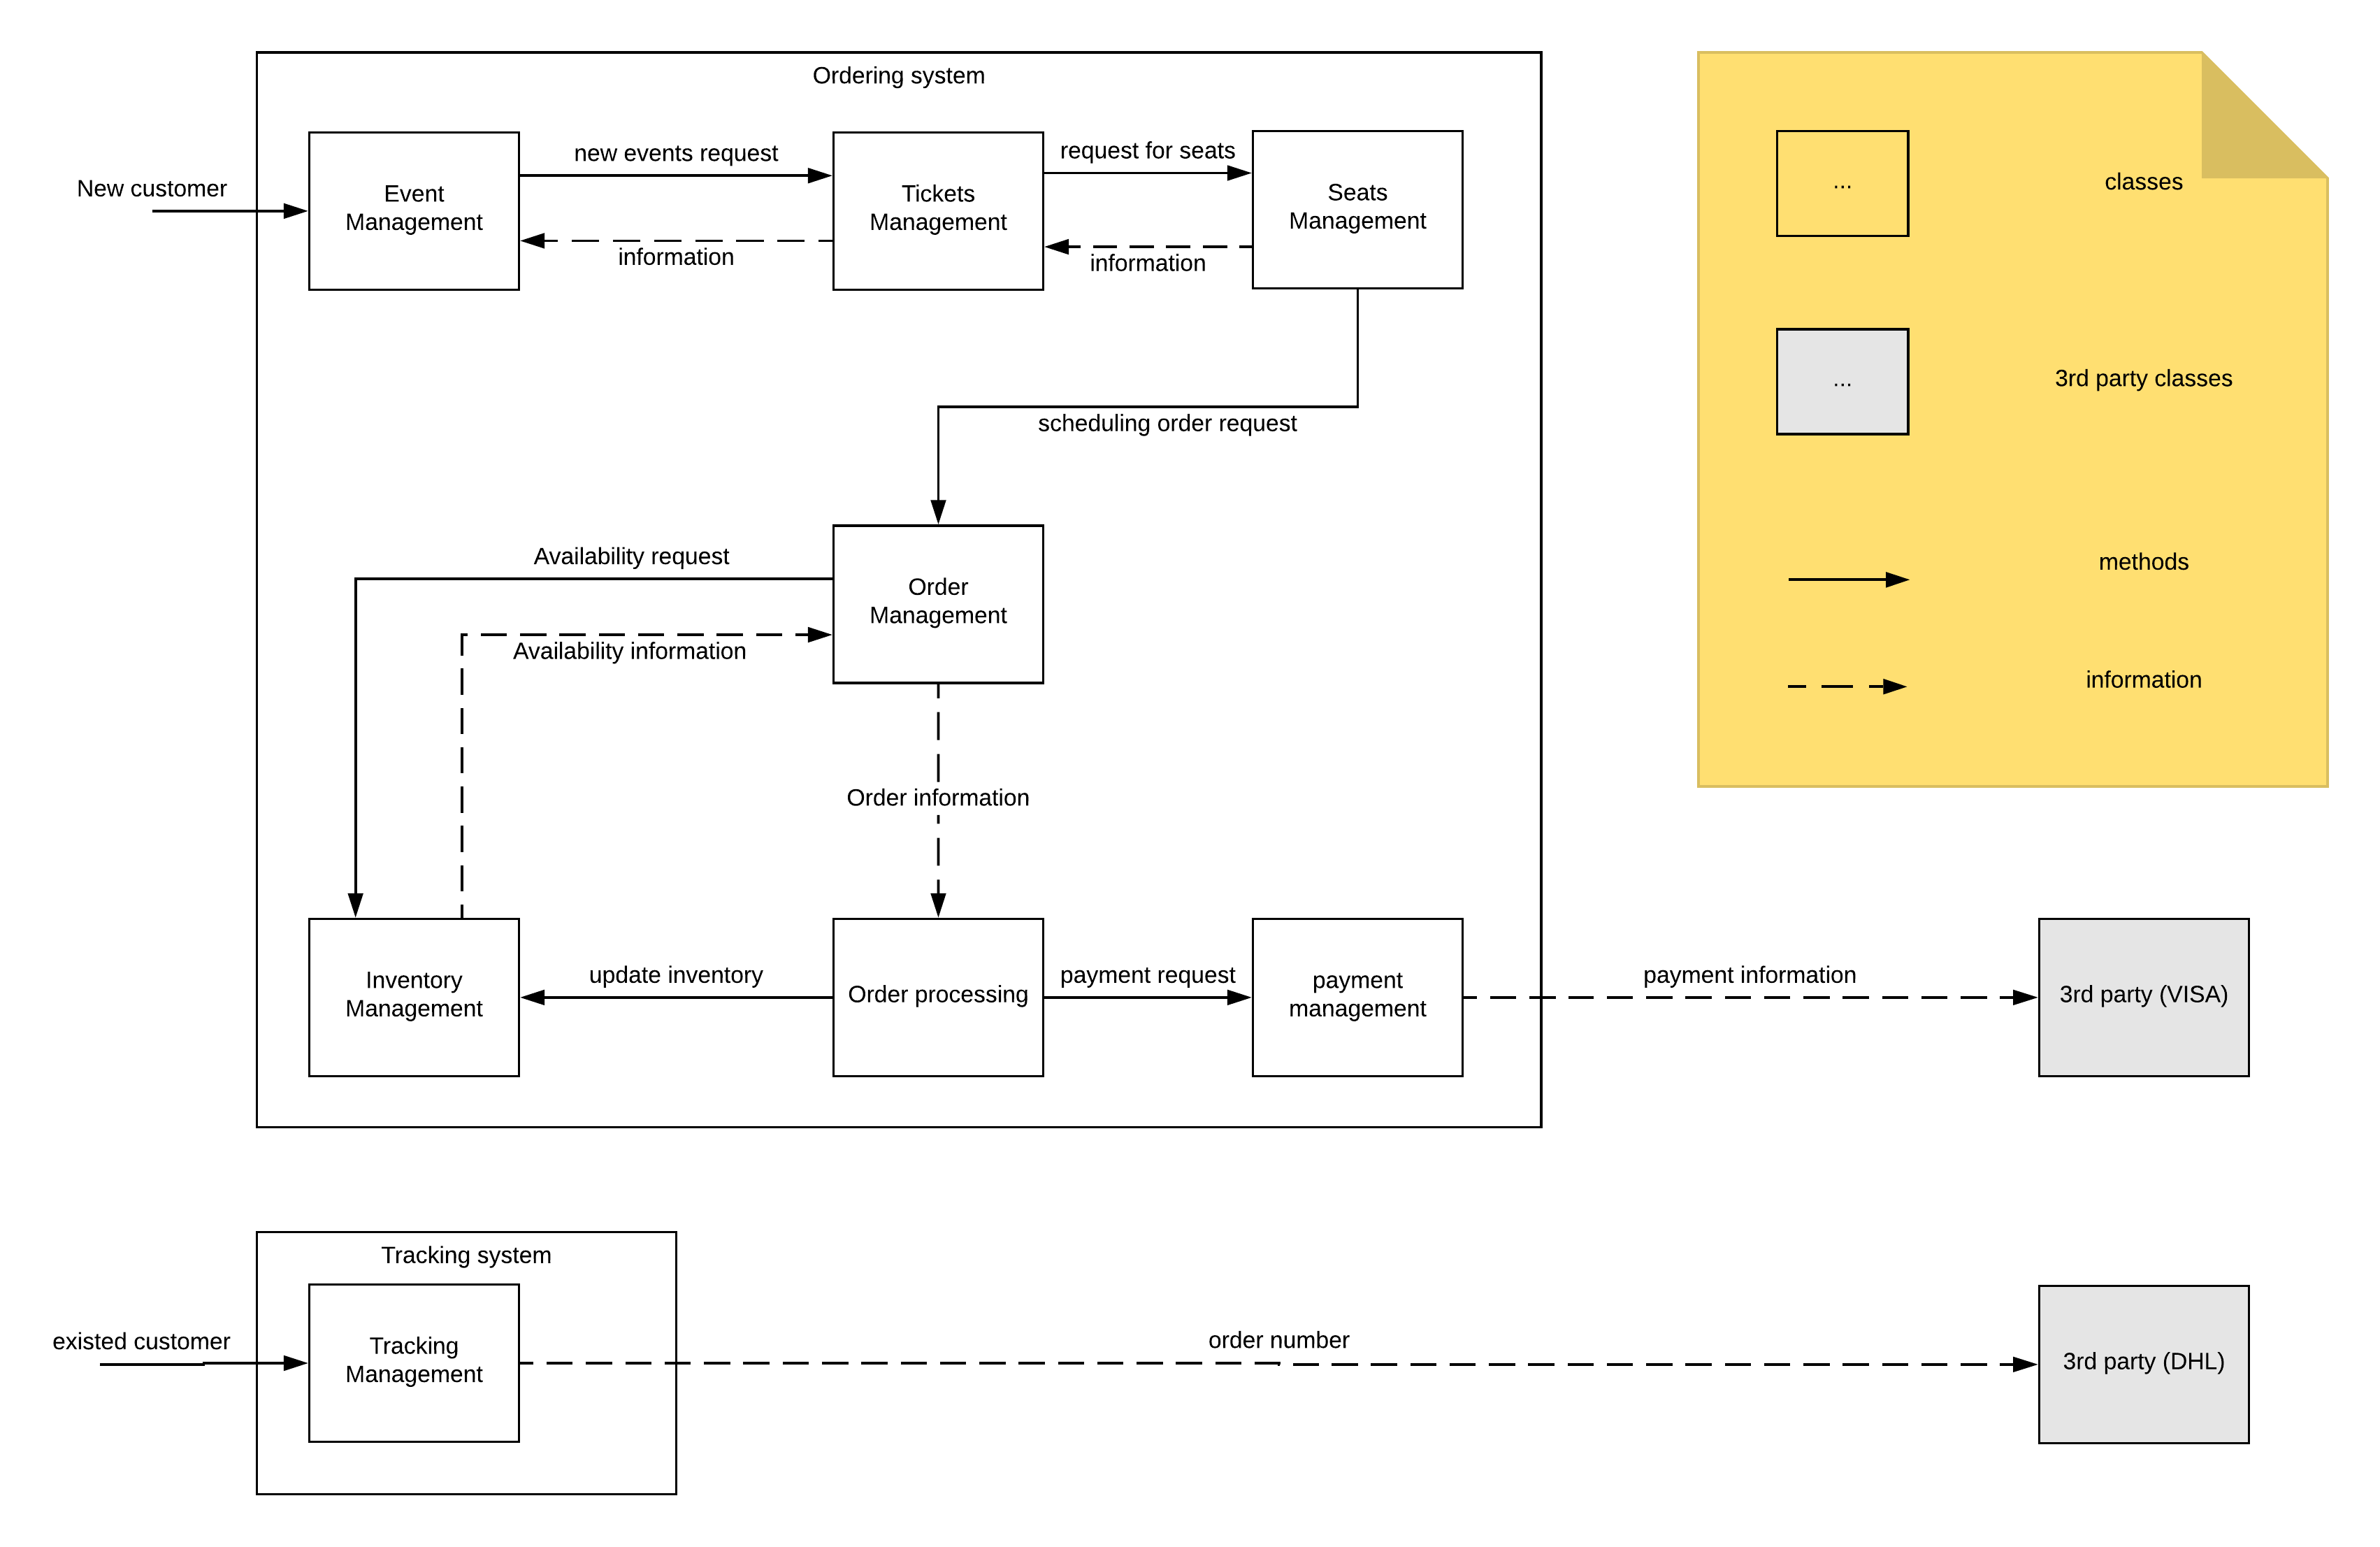 Ordering system
New customer
Event
Management
new events request
information
Tickets
Management
request for seats
information
Seats
Management
scheduling order request
Availability request
Availability information
Order
Management
Order information
Inventory
Management
update inventory
Order processing
payment request
payment
management
payment information
3rd party (VISA)
Tracking system
existed customer
Tracking
Management
order number
3rd party (DHL)
...
classes
...
3rd party classes
methods
information